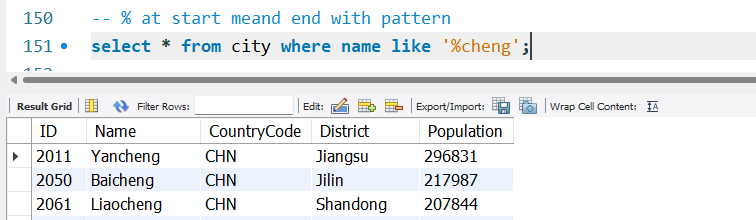 150 -- % at start meand end with pattern
151 select * from city where name like '%cheng';
Result Grid Filter Rows: Edit: Export/Import: Wrap Cell Content:
ID Name CountryCode District Population
2011 Yancheng CHN Jiangsu 296831
2050 Baicheng CHN Jilin 217987
2061 Liaocheng CHN Shandong 207844